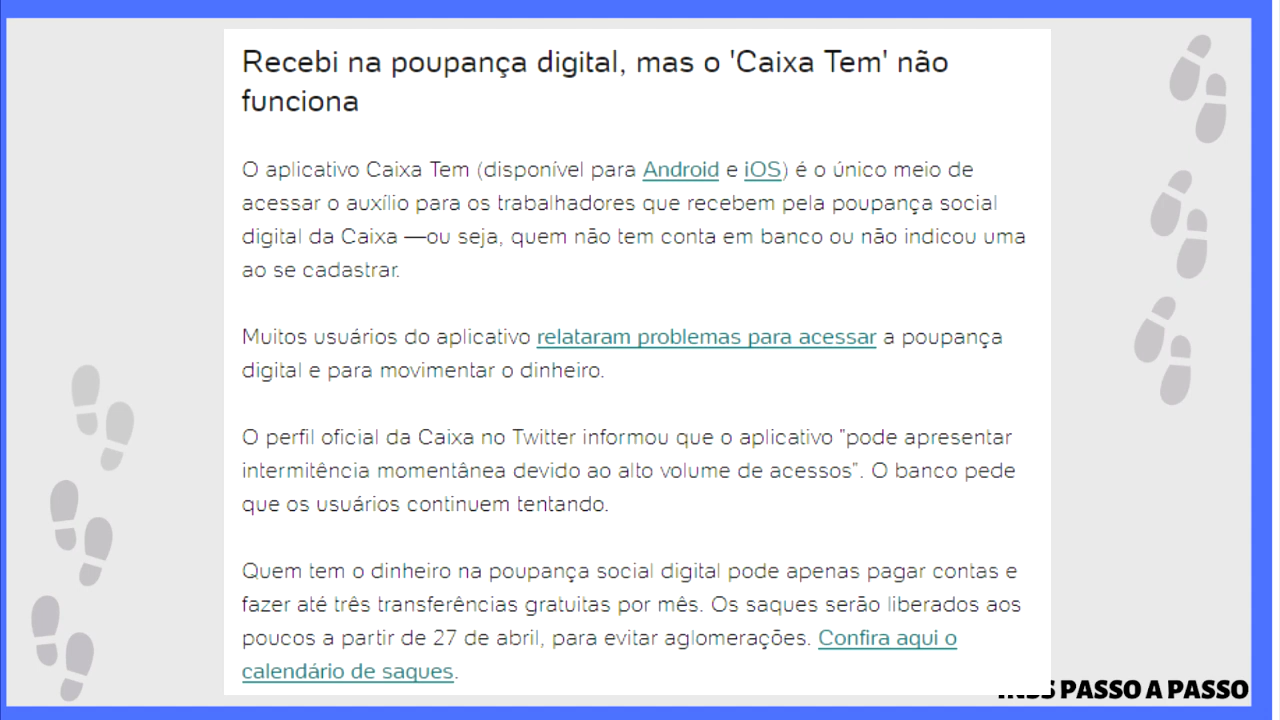 Recebi na poupança digital, mas o 'Caixa Tem' não
funciona
O aplicativo Caixa Tem (disponível para Android e iOS) é o único meio de
acessar o auxílio para os trabalhadores que recebem pela poupança social
digital da Caixa —ou seja, quem não tem conta em banco ou não indicou uma
ao se cadastrar.
Muitos usuários do aplicativo relataram problemas para acessar a poupança
digital e para movimentar o dinheiro.
O perfil oficial da Caixa no Twitter informou que o aplicativo "pode apresentar
intermitência momentânea devido ao alto volume de acessos". O banco pede
que os usuários continuem tentando.
Quem tem o dinheiro na poupança social digital pode apenas pagar contas e
fazer até três transferências gratuitas por mês. Os saques serão liberados aos
poucos a partir de 27 de abril, para evitar aglomerações. Confira aqui o
calendário de saques.
INSS PASSO A PASSO